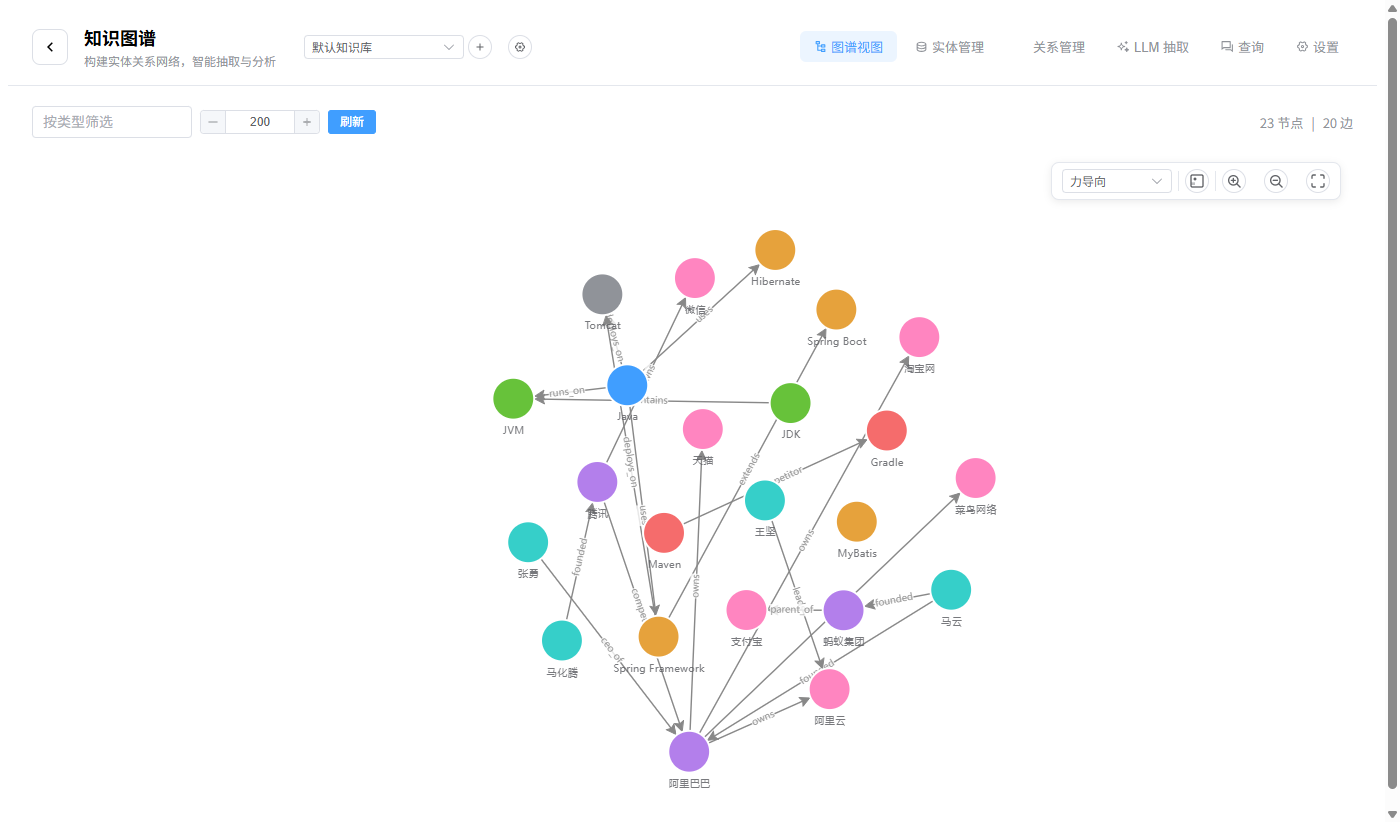 知识图谱
构建实体关系网络，智能抽取与分析
默认知识库
图谱视图
实体管理
关系管理
LLM 抽取
查询
设置
按类型筛选
200
刷新
23 节点 | 20 边
力导向
Hibernate
微信
uses
Tomcat
Spring Boot
淘宝网
runs_on
JVM
Java
JDK
天猫
Gradle
deploys_on
extends
腾讯
王坚
菜鸟网络
MyBatis
Maven
owns
founded
张勇
owns
parent_of
founded
马云
支付宝
蚂蚁集团
ceo_of
马化腾
Spring Framework
owns
阿里云
阿里巴巴